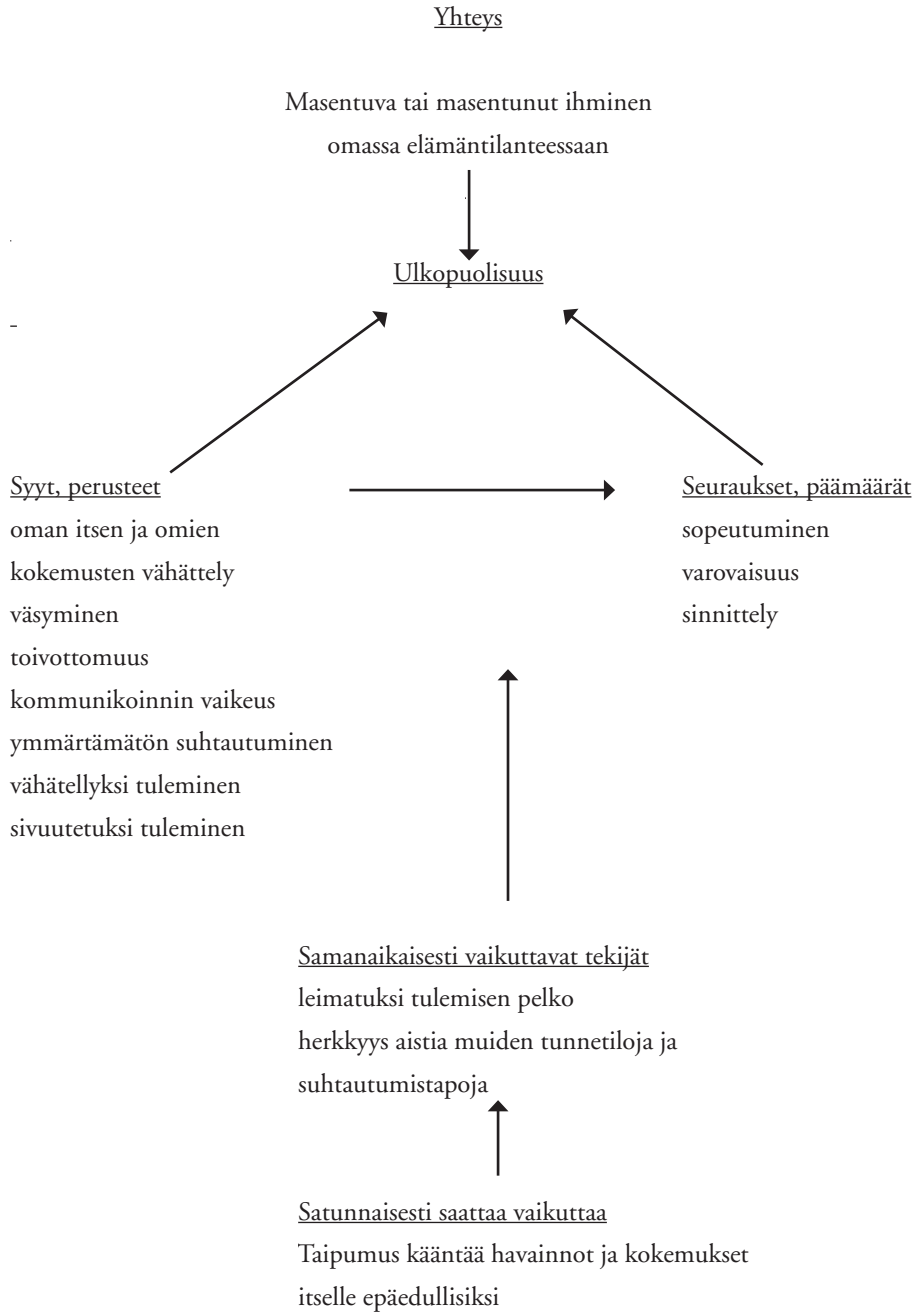 Yhteys
Masentuva tai masentunut ihminen
omassa elämäntilanteessaan
Ulkopuolisuus
Syyt, perusteet
oman itsen ja omien
kokemusten vähättely
väsyminen
toivottomuus
kommunikoinnin vaikeus
ymmärtämätön suhtautuminen
vähätellyksi tuleminen
sivuutetuksi tuleminen
Seuraukset, päämäärät
sopeutuminen
varovaisuus
sinnittely
Samanaikaisesti vaikuttavat tekijät
leimatuksi tulemisen pelko
herkkyys aistia muiden tunnetiloja ja
suhtautumistapoja
Satunnaisesti saattaa vaikuttaa
Taipumus kääntää havainnot ja kokemukset
itselle epäedullisiksi